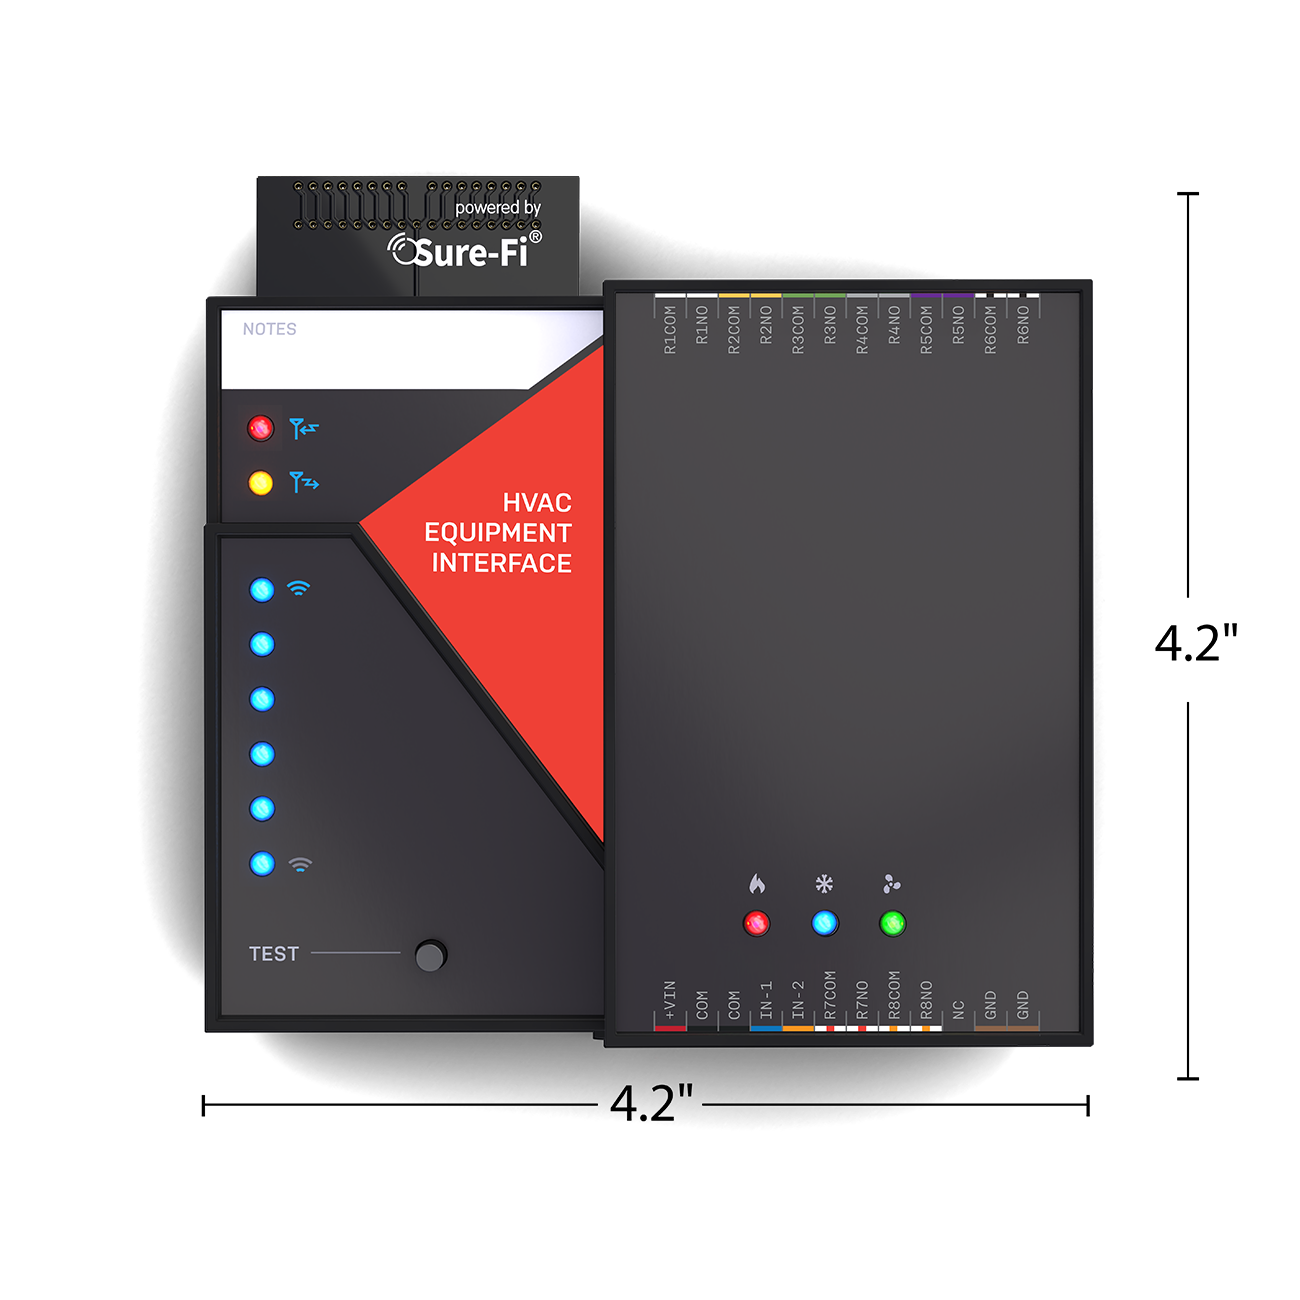 powered by
Sure-Fi®
NOTES
R1COM
R1NO
R2COM
R2NO
R3COM
R3NO
R4COM
R4NO
R5COM
R5NO
R6COM
R6NO
HVAC
EQUIPMENT
INTERFACE
4.2"
TEST
+VIN
COM
COM
IN-1
IN-2
R7COM
R7NO
R8COM
R8NO
NC
GND
GND
4.2"